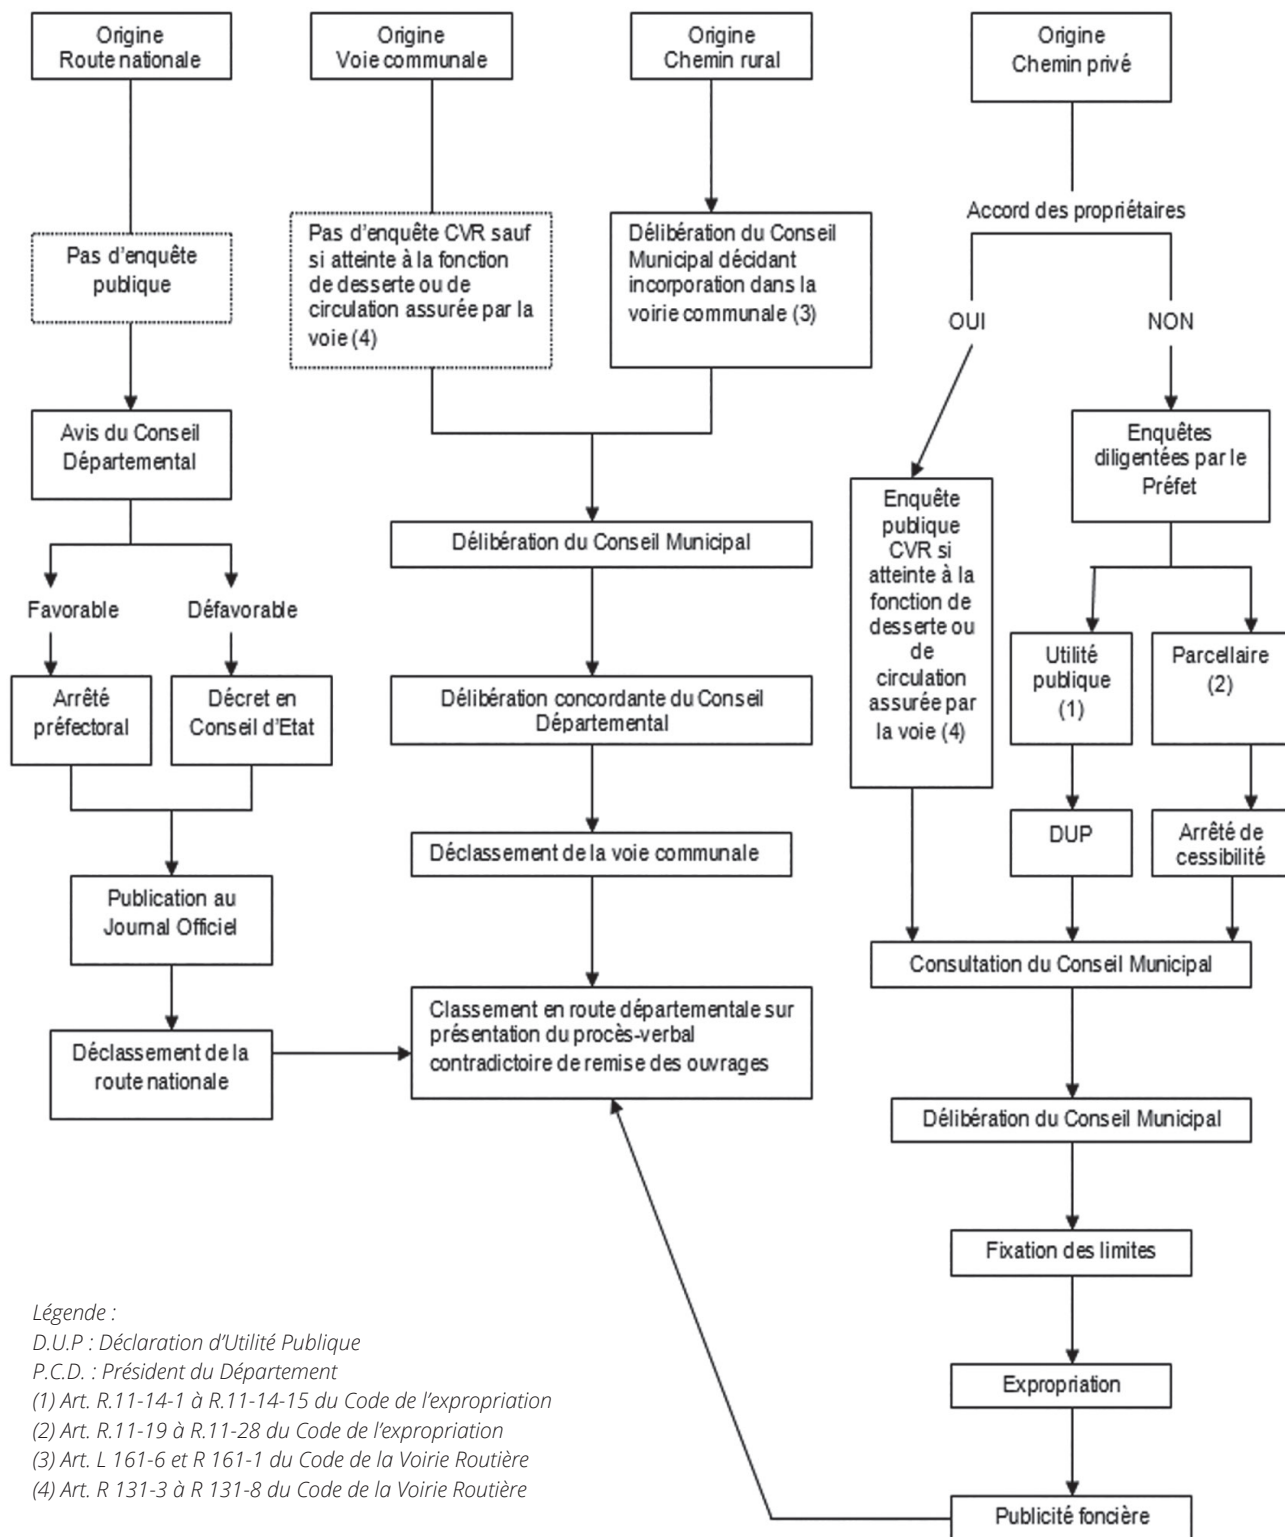 Origine
Route nationale
Origine
Voie communale
Origine
Chemin rural
Origine
Chemin privé
Pas d'enquête
publique
Pas d'enquête CVR sauf
si atteinte à la fonction
de desserte ou de
circulation assurée par la
voie (4)
Délibération du Conseil
Municipal décidant
incorporation dans la
voirie communale (3)
Accord des propriétaires
OUI
NON
Avis du Conseil
Départemental
Enquêtes
diligentées par le
Préfet
Enquête
publique
CVR si
atteinte à la
fonction de
desserte ou
de
circulation
assurée par
la voie (4)
Délibération du Conseil Municipal
Favorable
Défavorable
Utilité
publique
(1)
Parcellaire
(2)
Arrêté
préfectoral
Décret en
Conseil d'Etat
Délibération concordante du Conseil
Départemental
DUP
Arrêté de
cessibilité
Déclassement de la voie communale
Publication au
Journal Officiel
Consultation du Conseil Municipal
Classement en route départementale sur
présentation du procès-verbal
contradictoire de remise des ouvrages
Déclassement de la
route nationale
Délibération du Conseil Municipal
Fixation des limites
Expropriation
Publicité foncière
Légende :
D.U.P : Déclaration d'Utilité Publique
P.C.D. : Président du Département
(1) Art. R.11-14-1 à R.11-14-15 du Code de l'expropriation
(2) Art. R.11-19 à R.11-28 du Code de l'expropriation
(3) Art. L 161-6 et R 161-1 du Code de la Voirie Routière
(4) Art. R 131-3 à R 131-8 du Code de la Voirie Routière